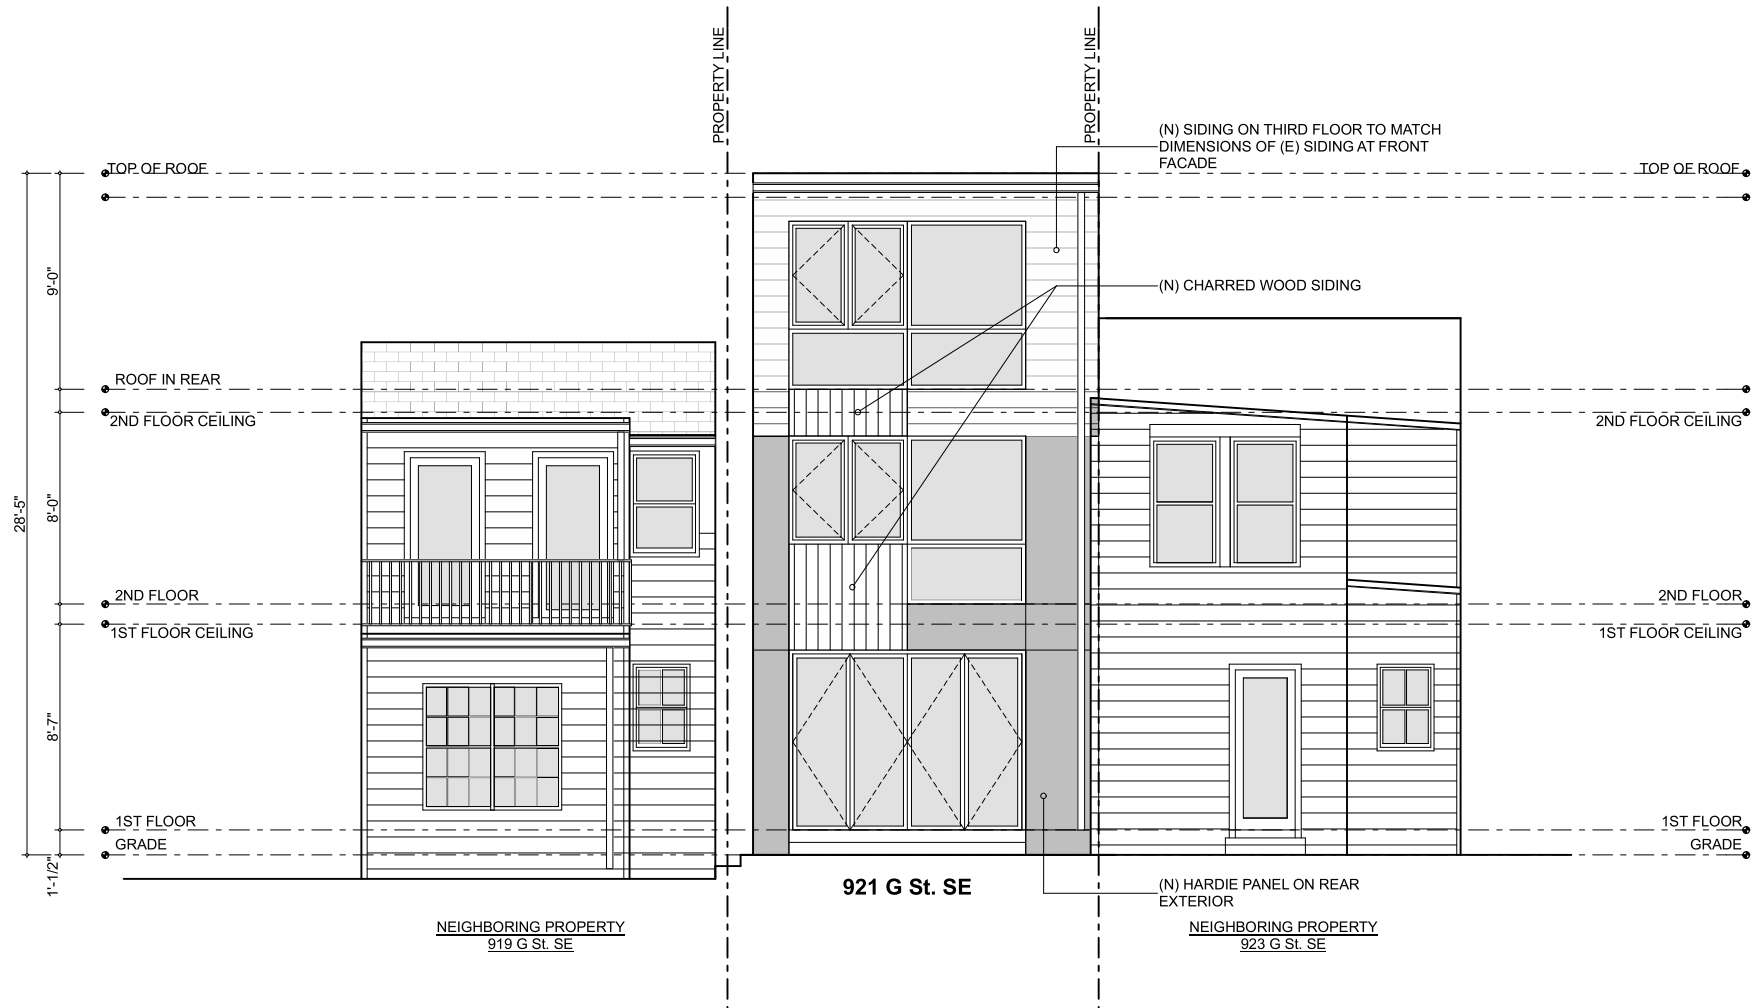 PROPERTY LINE
PROPERTY LINE
(N) SIDING ON THIRD FLOOR TO MATCH
DIMENSIONS OF (E) SIDING AT FRONT
FACADE
TOP OF ROOF
TOP OF ROOF
9'-0"
(N) CHARRED WOOD SIDING
ROOF IN REAR
2ND FLOOR CEILING
2ND FLOOR CEILING
28'-5"
8'-0"
2ND FLOOR
2ND FLOOR
1ST FLOOR CEILING
1ST FLOOR CEILING
8'-7"
1ST FLOOR
1ST FLOOR
GRADE
GRADE
1'-1/2"
921 G St. SE
(N) HARDIE PANEL ON REAR
EXTERIOR
NEIGHBORING PROPERTY
919 G St. SE
NEIGHBORING PROPERTY
923 G St. SE